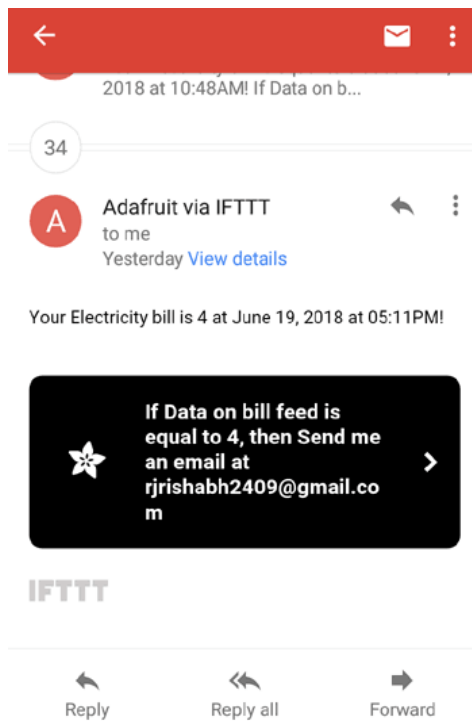 2018 at 10:48AM! If Data on b...
34
A
Adafruit via IFTTT
to me
Yesterday View details
Your Electricity bill is 4 at June 19, 2018 at 05:11PM!
If Data on bill feed is
equal to 4, then Send me
an email at
rjrishabh2409@gmail.co
m
IFTTT
Reply
Reply all
Forward